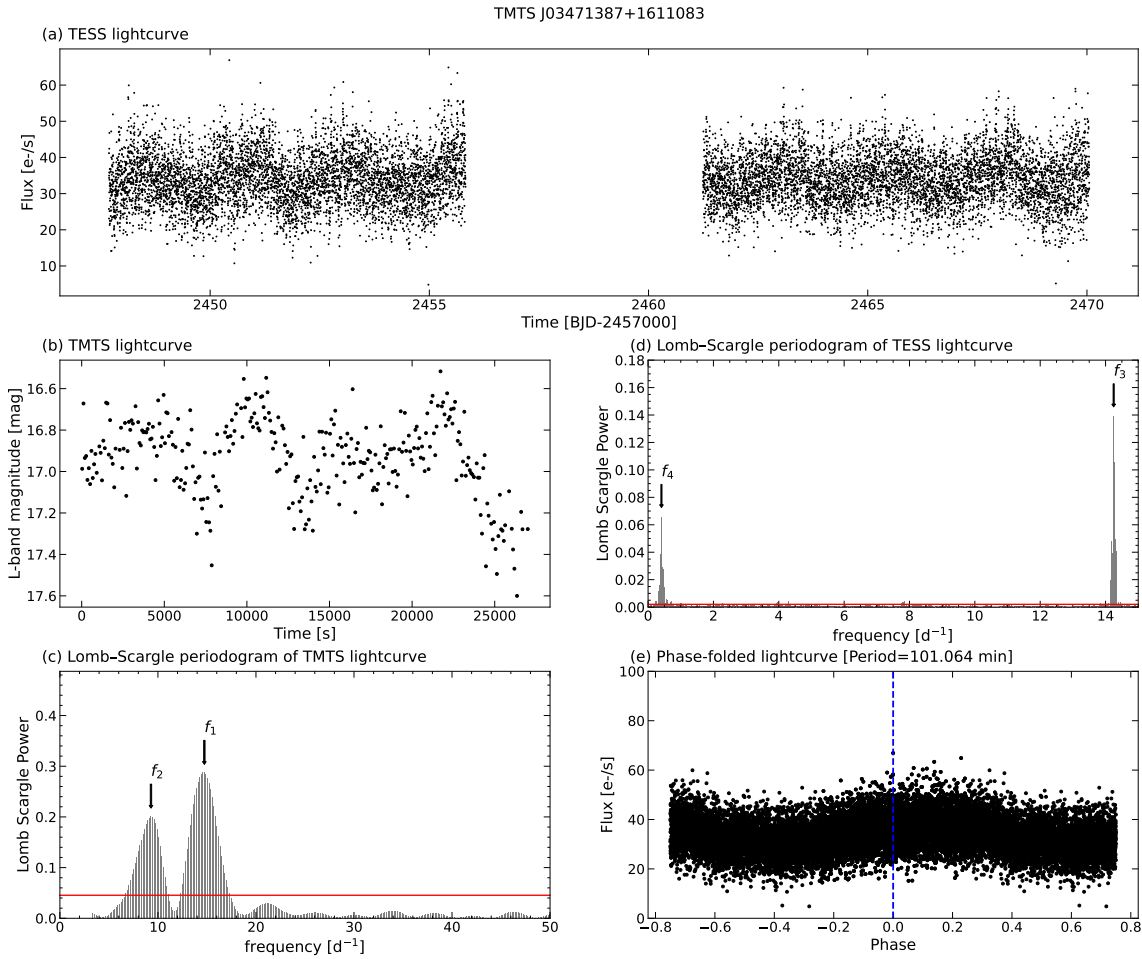 TMTS J03471387+1611083
(a) TESS lightcurve
60
50
40
30
20
10
Flux [e-/s]
2450 2455 2460 2465 2470
Time [BJD-2457000]
(b) TMTS lightcurve
16.6
16.8
17.0
17.2
17.4
17.6
L-band magnitude [mag]
0 5000 10000 15000 20000 25000
Time [s]
(d) Lomb–Scargle periodogram of TESS lightcurve
0.18
0.16
0.14
0.12
0.10
0.08
0.06
0.04
0.02
0.00
Lomb Scargle Power
f4
f3
0 2 4 6 8 10 12 14
frequency [d⁻¹]
(c) Lomb–Scargle periodogram of TMTS lightcurve
0.4
0.3
0.2
0.1
0.0
Lomb Scargle Power
f2
f1
0 10 20 30 40 50
frequency [d⁻¹]
(e) Phase-folded lightcurve [Period=101.064 min]
100
80
60
40
20
0
Flux [e-/s]
−0.8 −0.6 −0.4 −0.2 0.0 0.2 0.4 0.6 0.8
Phase